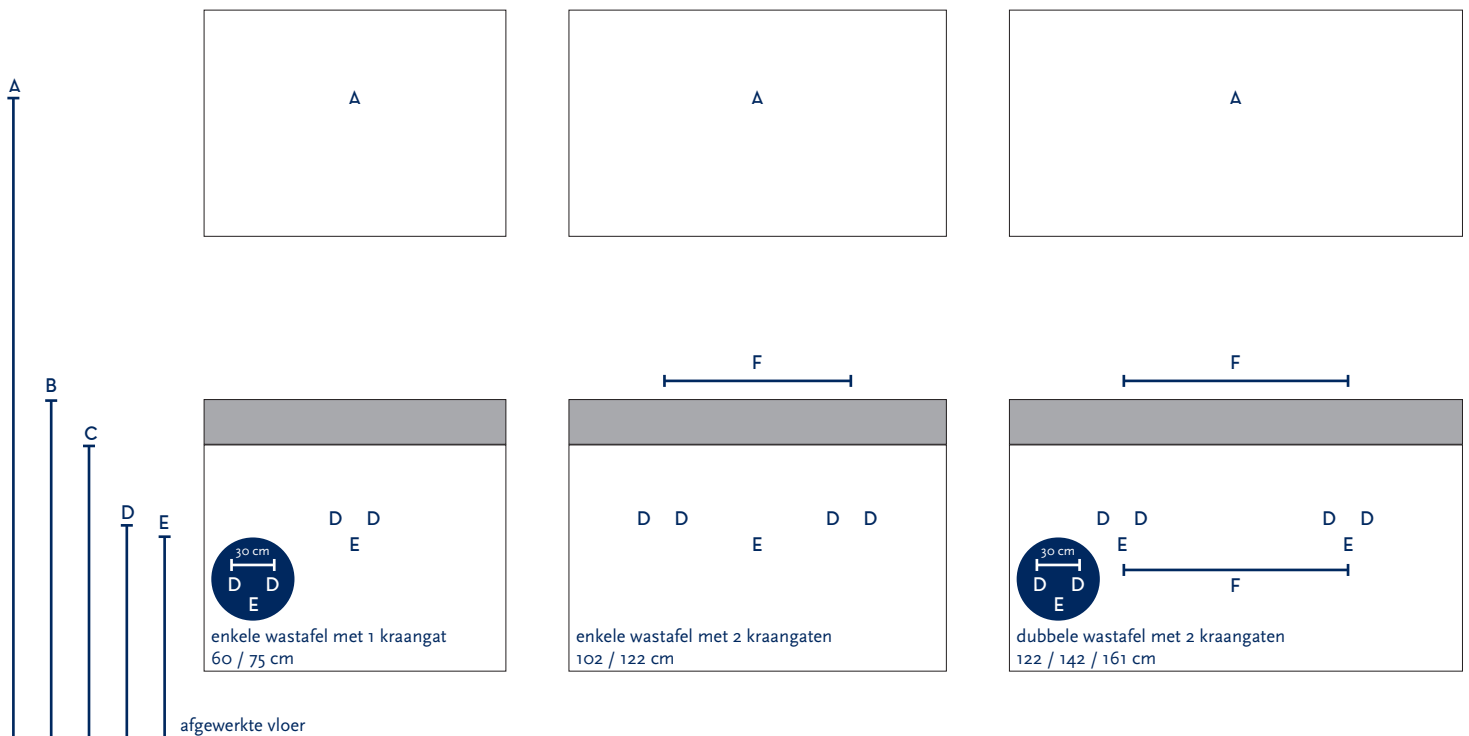 A
A
A
A
B
F
F
C
D
E
D D
D D
D D
D D
D D
E
E
E
E
30 cm
D D
E
30 cm
D D
E
F
enkele wastafel met 1 kraangat
60 / 75 cm
enkele wastafel met 2 kraangaten
102 / 122 cm
dubbele wastafel met 2 kraangaten
122 / 142 / 161 cm
afgewerkte vloer